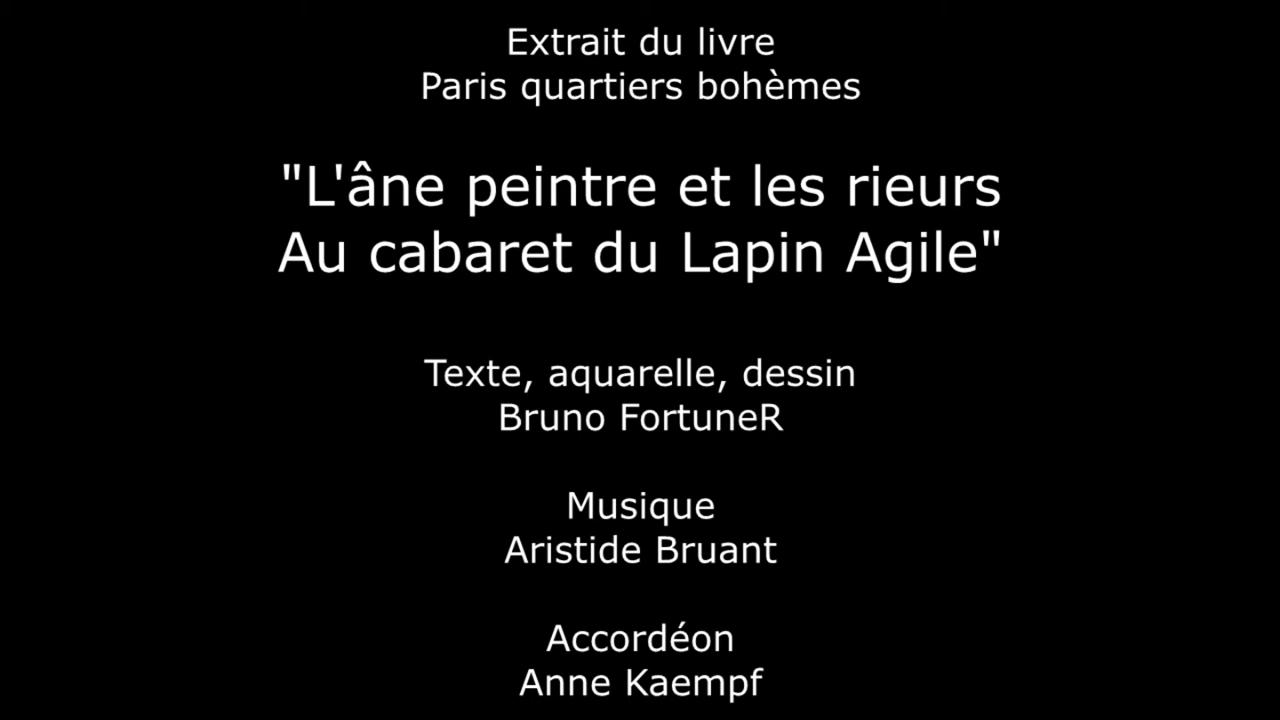 Extrait du livre
Paris quartiers bohèmes
"L'âne peintre et les rieurs
Au cabaret du Lapin Agile"
Texte, aquarelle, dessin
Bruno FortuneR
Musique
Aristide Bruant
Accordéon
Anne Kaempf